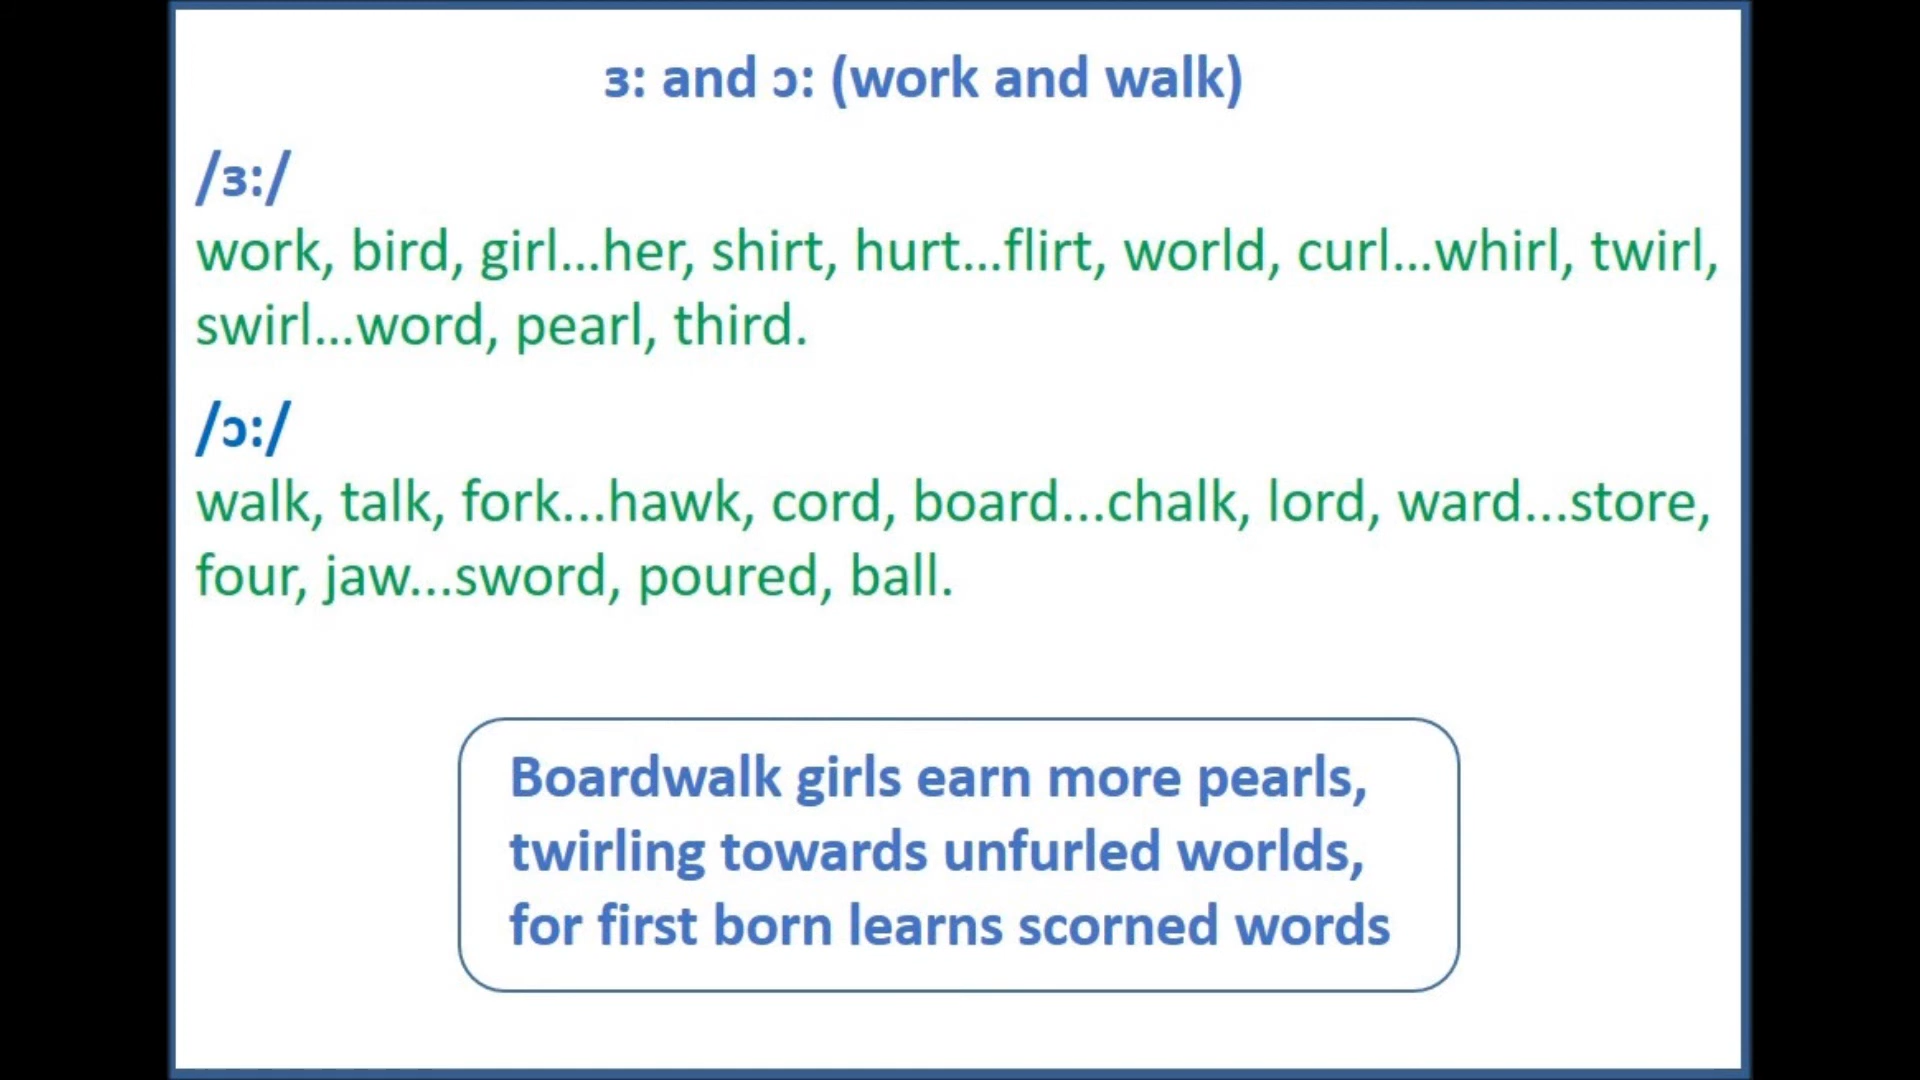 ɜ: and ɔ: (work and walk)
/ɜ:/
work, bird, girl...her, shirt, hurt...flirt, world, curl...whirl, twirl,
swirl...word, pearl, third.
/ɔ:/
walk, talk, fork...hawk, cord, board...chalk, lord, ward...store,
four, jaw...sword, poured, ball.
Boardwalk girls earn more pearls,
twirling towards unfurled worlds,
for first born learns scorned words